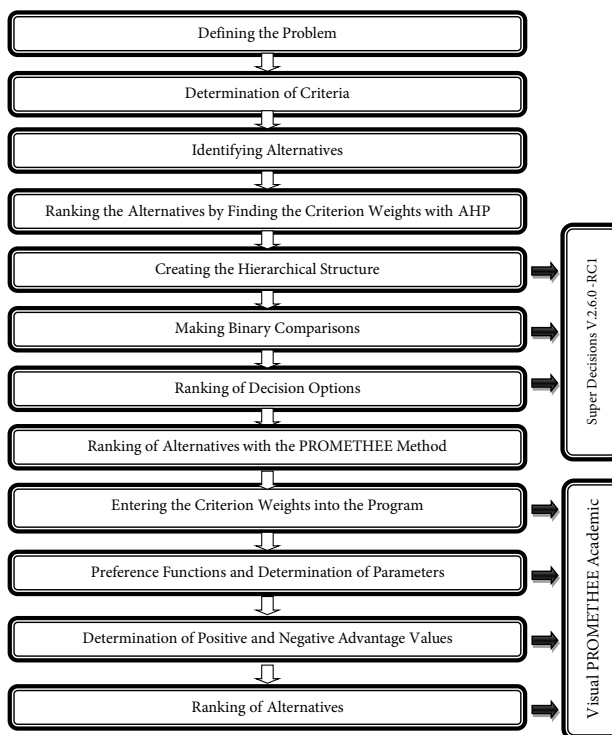 Defining the Problem
Determination of Criteria
Identifying Alternatives
Ranking the Alternatives by Finding the Criterion Weights with AHP
Creating the Hierarchical Structure
Making Binary Comparisons
Ranking of Decision Options
Super Decisions V.2.6.0 -RC1
Ranking of Alternatives with the PROMETHEE Method
Entering the Criterion Weights into the Program
Preference Functions and Determination of Parameters
Determination of Positive and Negative Advantage Values
Ranking of Alternatives
Visual PROMETHEE Academic